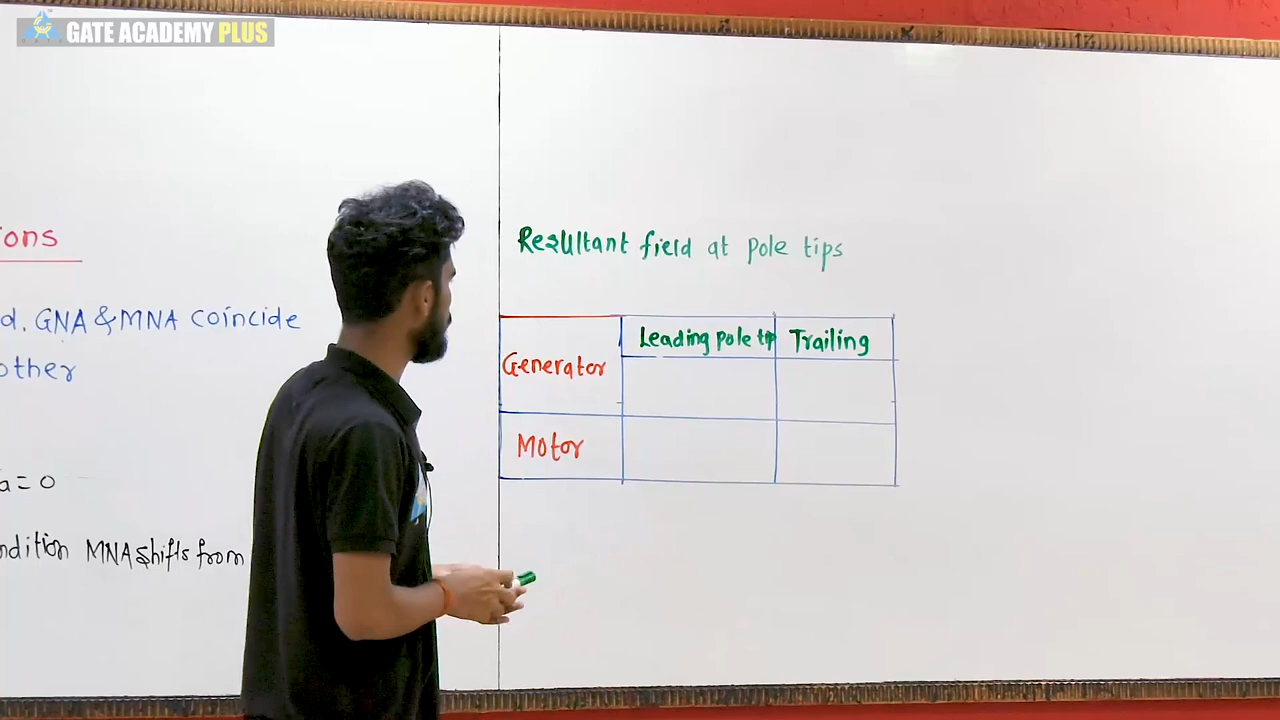 GATE ACADEMY PLUS
ons
d, GNA & MNA coincide
other
a = 0
ndition MNA shifts from
Resultant field at pole tips
Leading pole tip Trailing
Generator
Motor